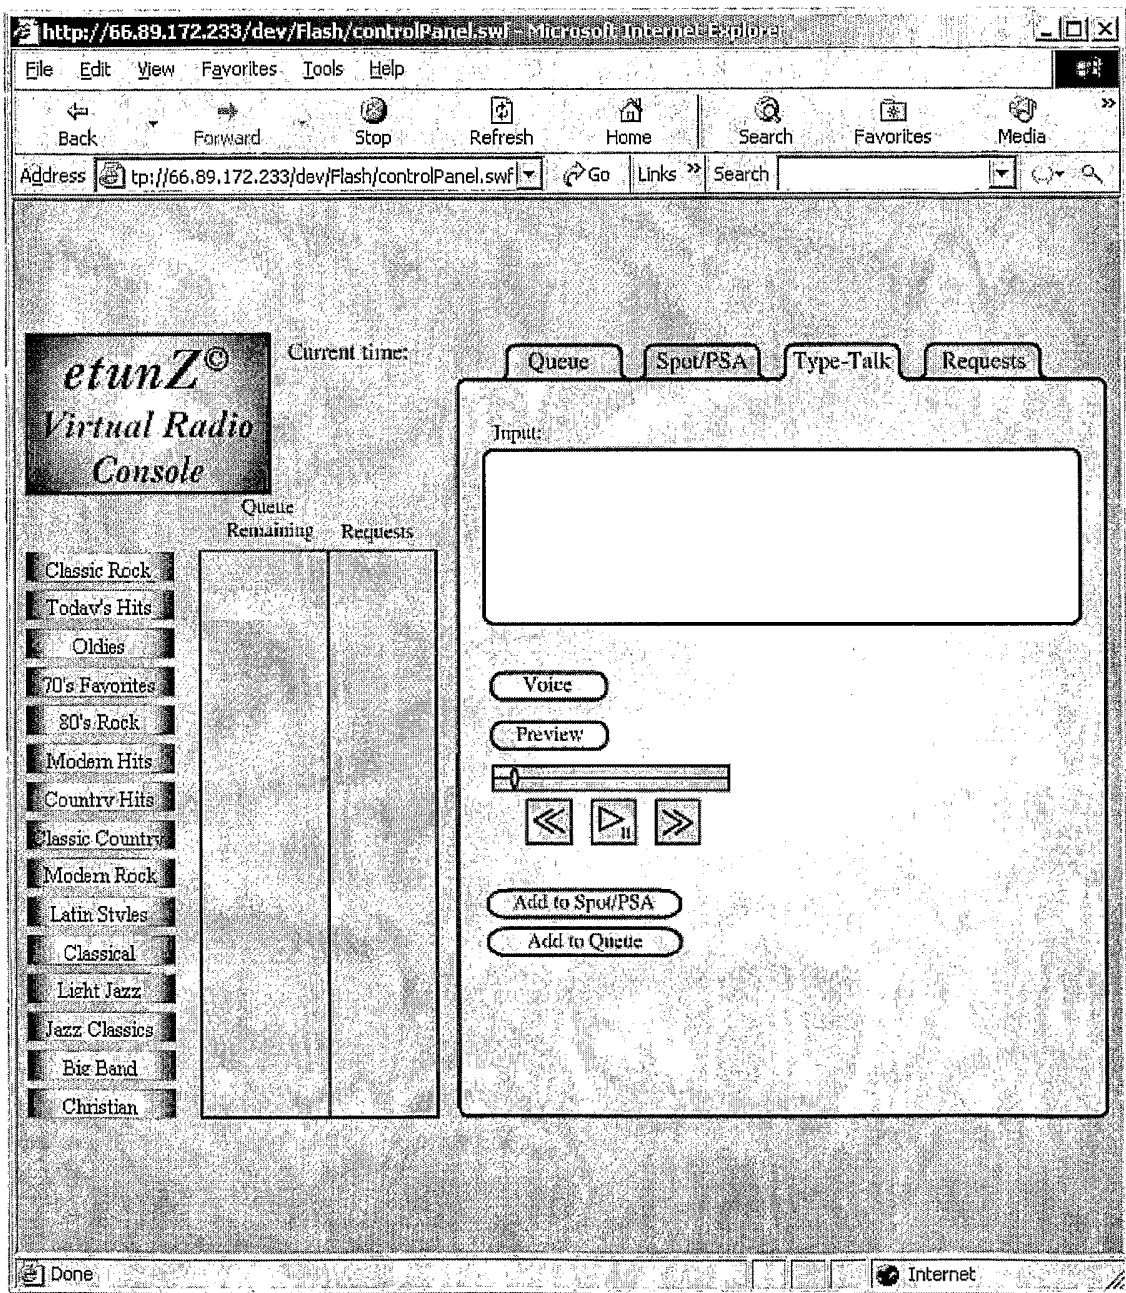 http://66.89.172.233/dev/Flash/controlPanel.swf - Microsoft Internet Explorer
File Edit View Favorites Tools Help
Back Forward Stop Refresh Home Search Favorites Media »
Address tp://66.89.172.233/dev/Flash/controlPanel.swf Go Links » Search
etunZ©
Virtual Radio
Console
Current time:
Queue Spot/PSA Type-Talk Requests
Input:
Queue
Remaining Requests
Classic Rock
Today's Hits
Oldies
70's Favorites
80's Rock
Modern Hits
Country Hits
Classic Country
Modern Rock
Latin Styles
Classical
Light Jazz
Jazz Classics
Big Band
Christian
Voice
Preview
Add to Spot/PSA
Add to Queue
Done Internet